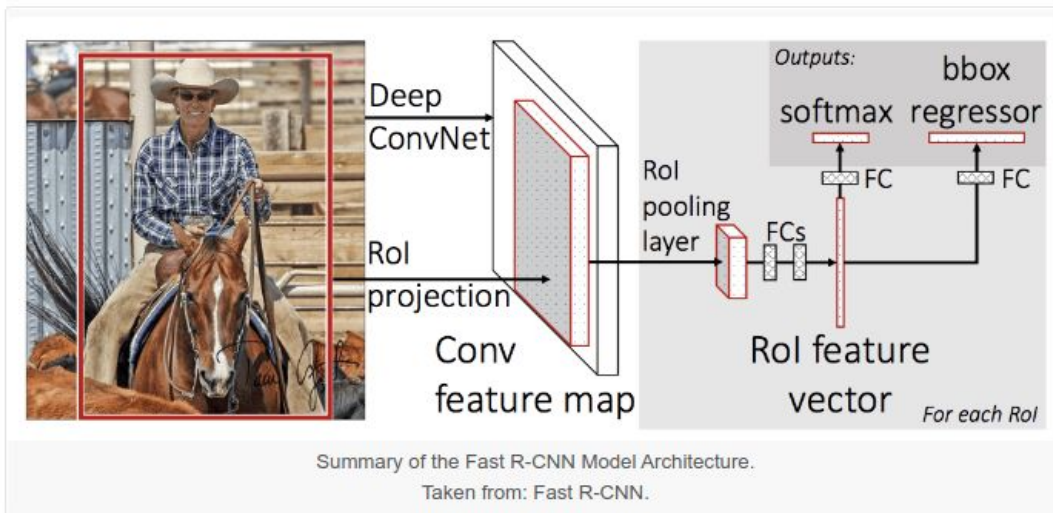 Outputs:
bbox
softmax
regressor
Deep
ConvNet
RoI
pooling
layer
FC
FC
FCs
RoI
projection
Conv
feature map
RoI feature
vector
For each RoI
Summary of the Fast R-CNN Model Architecture.
Taken from: Fast R-CNN.